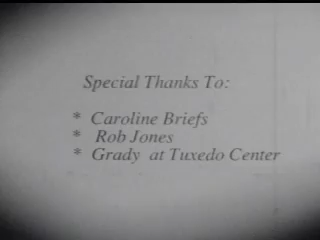 Special Thanks To:
* Caroline Briefs
* Rob Jones
* Grady at Tuxedo Center